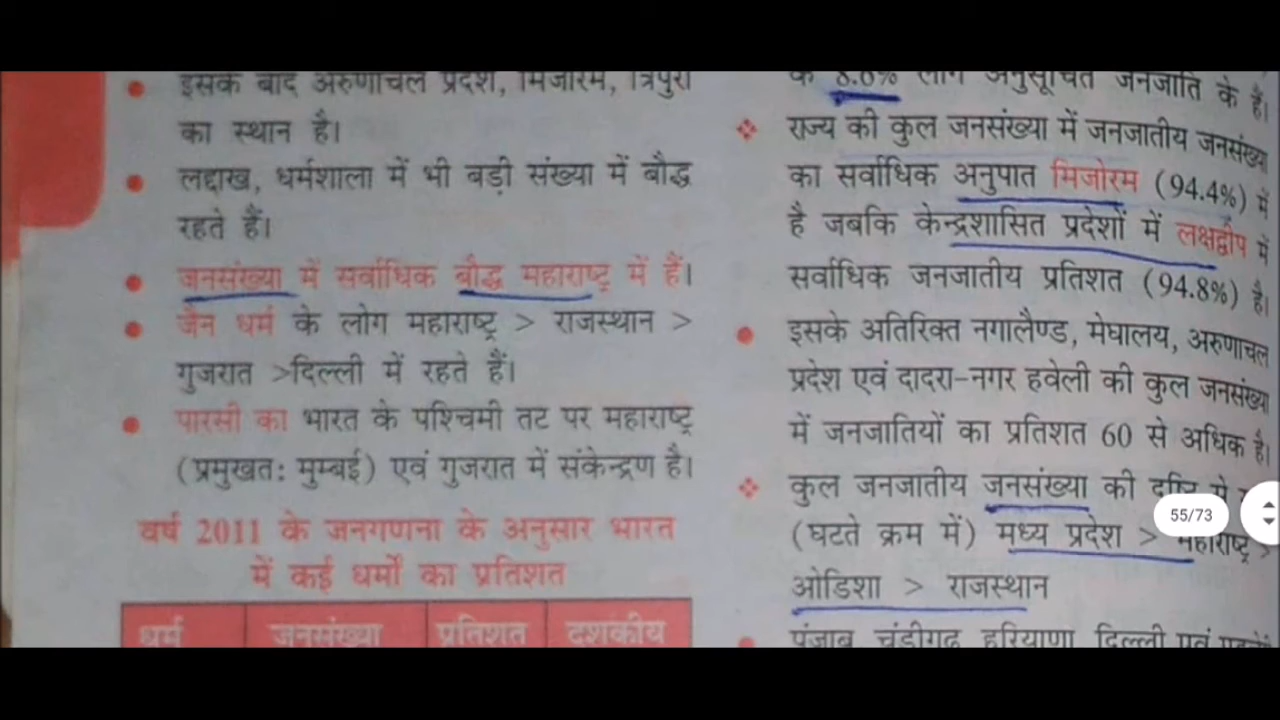 इसके बाद अरुणाचल प्रदेश, मिजोरम, त्रिपुरा
का स्थान है।
लद्दाख, धर्मशाला में भी बड़ी संख्या में बौद्ध
रहते हैं।
जनसंख्या में सर्वाधिक बौद्ध महाराष्ट्र में हैं।
जैन धर्म के लोग महाराष्ट्र > राजस्थान >
गुजरात >दिल्ली में रहते हैं।
पारसी का भारत के पश्चिमी तट पर महाराष्ट्र
(प्रमुखतः मुम्बई) एवं गुजरात में संकेन्द्रण है।
वर्ष 2011 के जनगणना के अनुसार भारत
में कई धर्मों का प्रतिशत
धर्म जनसंख्या प्रतिशत दशकीय
के 8.6% लोग अनुसूचित जनजाति के हैं।
राज्य की कुल जनसंख्या में जनजातीय जनसंख्या
का सर्वाधिक अनुपात मिजोरम (94.4%) में
है जबकि केन्द्रशासित प्रदेशों में लक्षद्वीप में
सर्वाधिक जनजातीय प्रतिशत (94.8%) है।
इसके अतिरिक्त नगालैण्ड, मेघालय, अरुणाचल
प्रदेश एवं दादरा-नगर हवेली की कुल जनसंख्या
में जनजातियों का प्रतिशत 60 से अधिक है।
कुल जनजातीय जनसंख्या की दृष्टि से
(घटते क्रम में) मध्य प्रदेश > महाराष्ट्र >
ओडिशा > राजस्थान
पंजाब, चंडीगढ़, हरियाणा, दिल्ली एवं
55/73